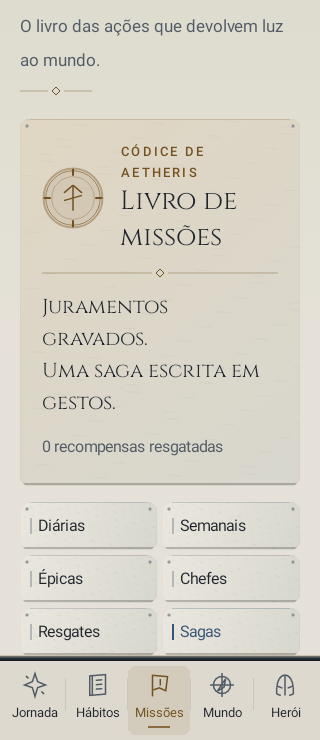 O livro das ações que devolvem luz
ao mundo.
CÓDICE DE
AETHERIS
Livro de
missões
Juramentos
gravados.
Uma saga escrita em
gestos.
0 recompensas resgatadas
Diárias
Semanais
Épicas
Chefes
Resgates
Sagas
Jornada
Hábitos
Missões
Mundo
Herói